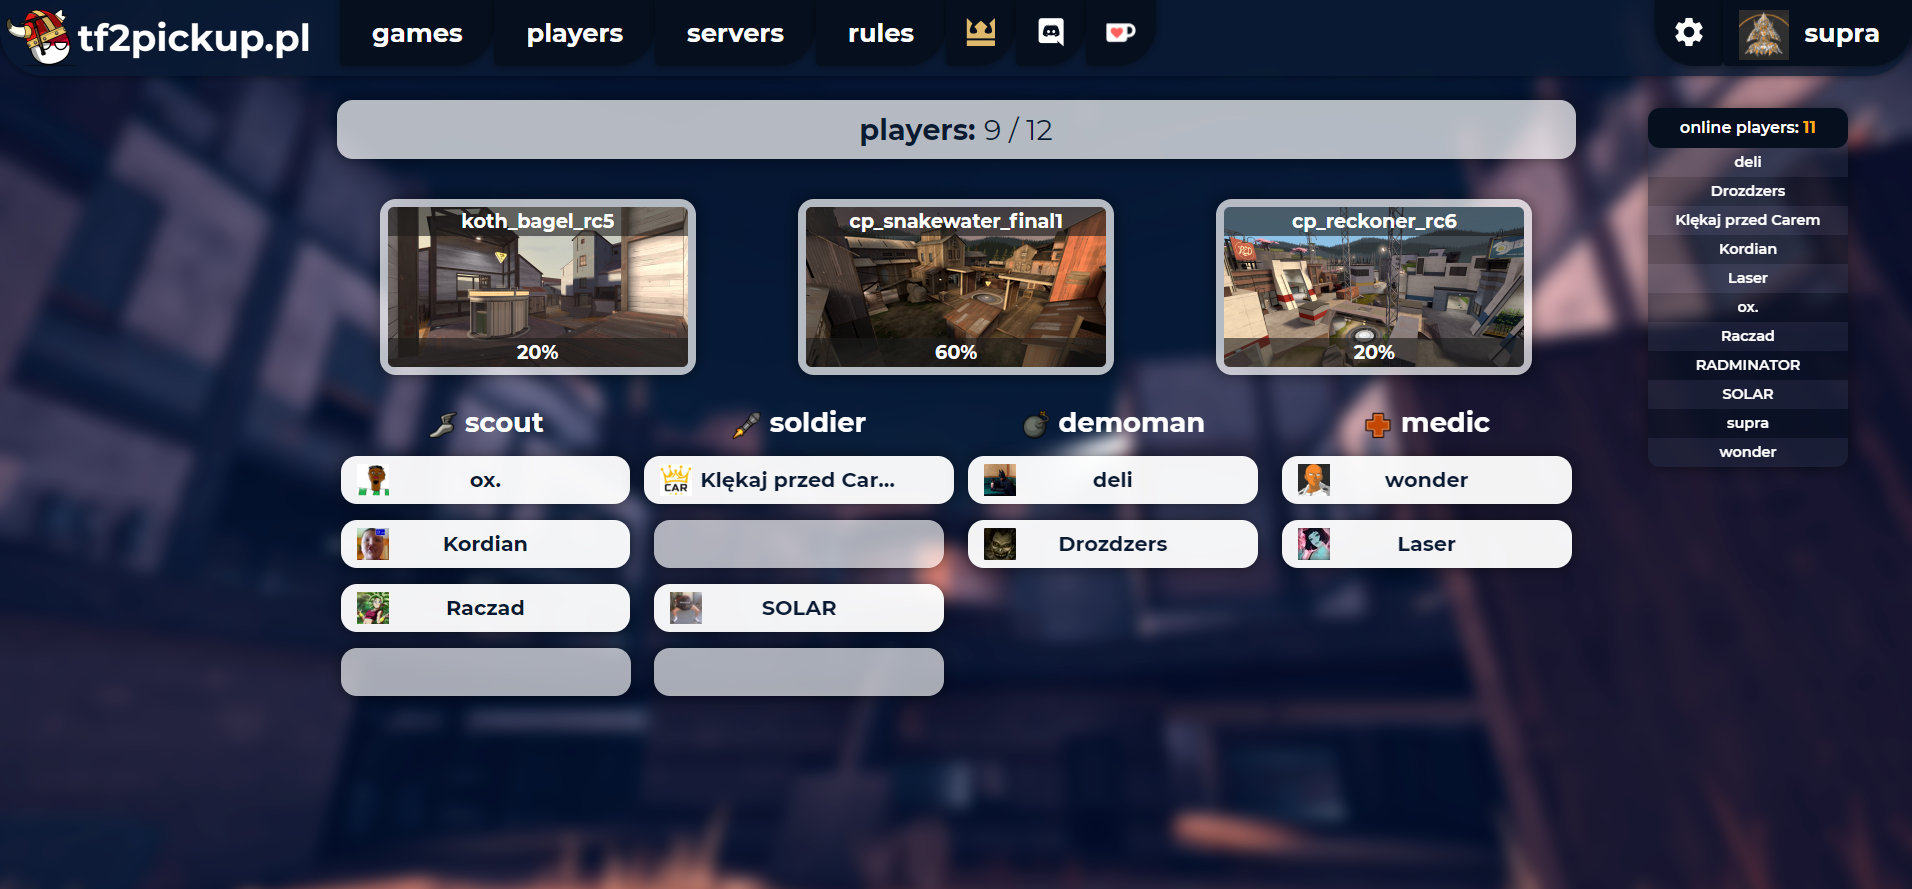 tf2pickup.pl
games
players
servers
rules
supra
players: 9 / 12
koth_bagel_rc5
20%
cp_snakewater_final1
60%
cp_reckoner_rc6
RED
20%
scout
ox.
Kordian
Raczad
soldier
CAR
Klękaj przed Car...
SOLAR
demoman
deli
Drozdzers
medic
wonder
Laser
online players: 11
deli
Drozdzers
Klękaj przed Carem
Kordian
Laser
ox.
Raczad
RADMINATOR
SOLAR
supra
wonder